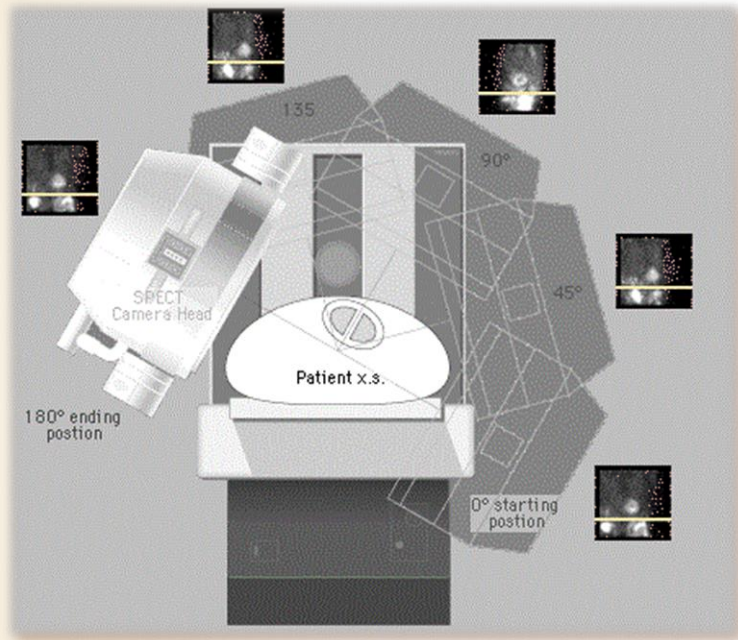 135
90°
45°
SPECT
Camera Head
Patient x.s.
180° ending
postion
0° starting
postion